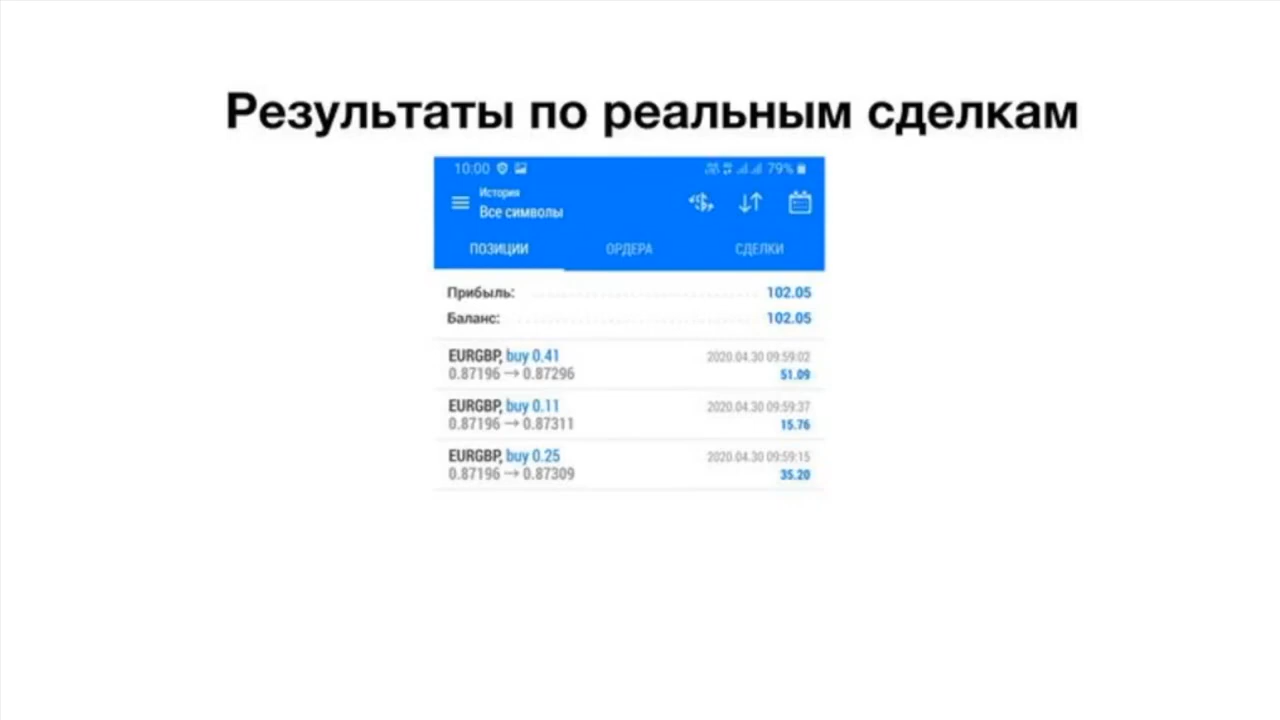 Результаты по реальным сделкам
10:00 79%
История
Все символы
ПОЗИЦИИ ОРДЕРА СДЕЛКИ
Прибыль: 102.05
Баланс: 102.05
EURGBP, buy 0.41 2020.04.30 09:59:02
0.87196 → 0.87296 51.09
EURGBP, buy 0.11 2020.04.30 09:59:37
0.87196 → 0.87311 15.76
EURGBP, buy 0.25 2020.04.30 09:59:15
0.87196 → 0.87309 35.20